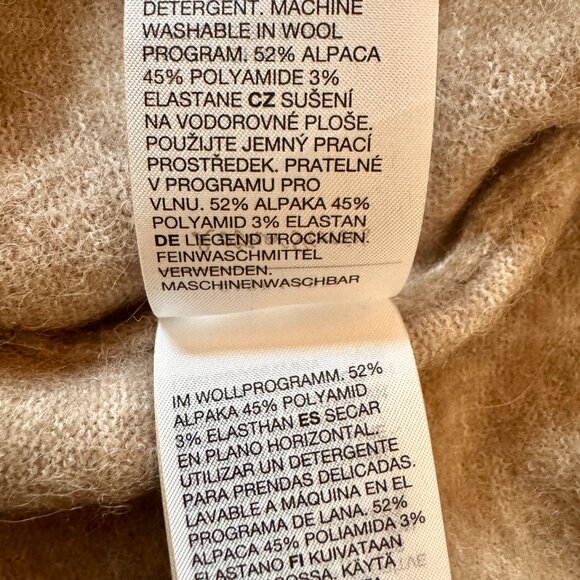 DETERGENT. MACHINE
WASHABLE IN WOOL
PROGRAM. 52% ALPACA
45% POLYAMIDE 3%
ELASTANE CZ SUŠENÍ
NA VODOROVNÉ PLOŠE.
POUŽIJTE JEMNÝ PRACÍ
PROSTŘEDEK. PRATELNÉ
V PROGRAMU PRO
VLNU. 52% ALPAKA 45%
POLYAMID 3% ELASTAN
DE LIEGEND TROCKNEN.
FEINWASCHMITTEL
VERWENDEN.
MASCHINENWASCHBAR
IM WOLLPROGRAMM. 52%
ALPAKA 45% POLYAMID
3% ELASTHAN ES SECAR
EN PLANO HORIZONTAL.
UTILIZAR UN DETERGENTE
PARA PRENDAS DELICADAS.
LAVABLE A MÁQUINA EN EL
PROGRAMA DE LANA. 52%
ALPACA 45% POLIAMIDA 3%
ELASTANO FI KUIVATAAN
KÄYTÄ